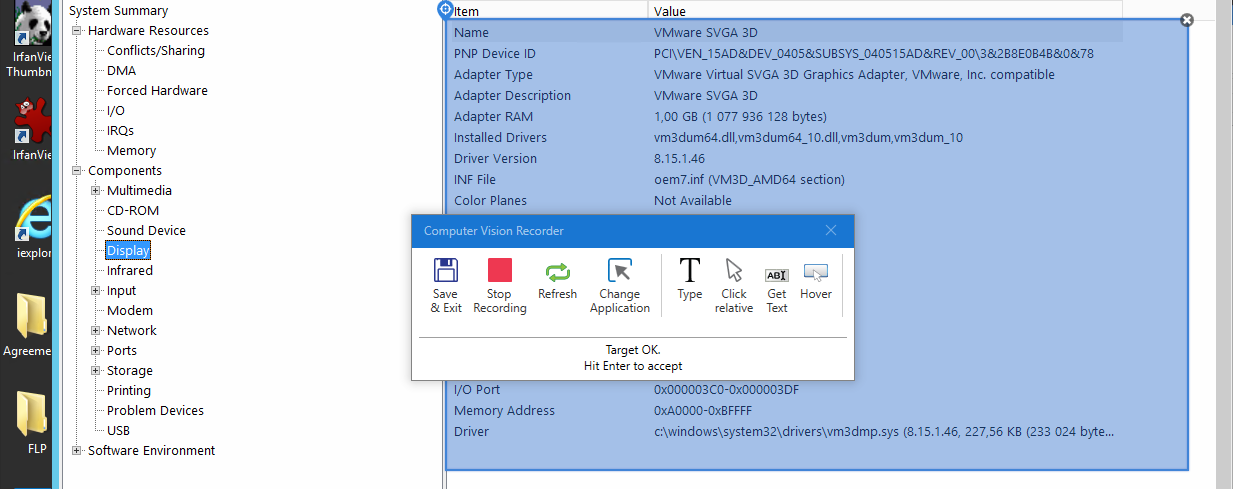 IrfanVie
Thumbn
IrfanVie
iexplor
Agreeme
FLP
System Summary
Hardware Resources
Conflicts/Sharing
DMA
Forced Hardware
I/O
IRQs
Memory
Components
Multimedia
CD-ROM
Sound Device
Display
Infrared
Input
Modem
Network
Ports
Storage
Printing
Problem Devices
USB
Software Environment
Item Value
Name VMware SVGA 3D
PNP Device ID PCI\VEN_15AD&DEV_0405&SUBSYS_040515AD&REV_00\3&2B8E0B4B&0&78
Adapter Type VMware Virtual SVGA 3D Graphics Adapter, VMware, Inc. compatible
Adapter Description VMware SVGA 3D
Adapter RAM 1,00 GB (1 077 936 128 bytes)
Installed Drivers vm3dum64.dll,vm3dum64_10.dll,vm3dum,vm3dum_10
Driver Version 8.15.1.46
INF File oem7.inf (VM3D_AMD64 section)
Color Planes Not Available
Computer Vision Recorder
Save & Exit
Stop Recording
Refresh
Change Application
T Type
Click relative
AB Get Text
Hover
Target OK.
Hit Enter to accept
I/O Port 0x000003C0-0x000003DF
Memory Address 0xA0000-0xBFFFF
Driver c:\windows\system32\drivers\vm3dmp.sys (8.15.1.46, 227,56 KB (233 024 byte...